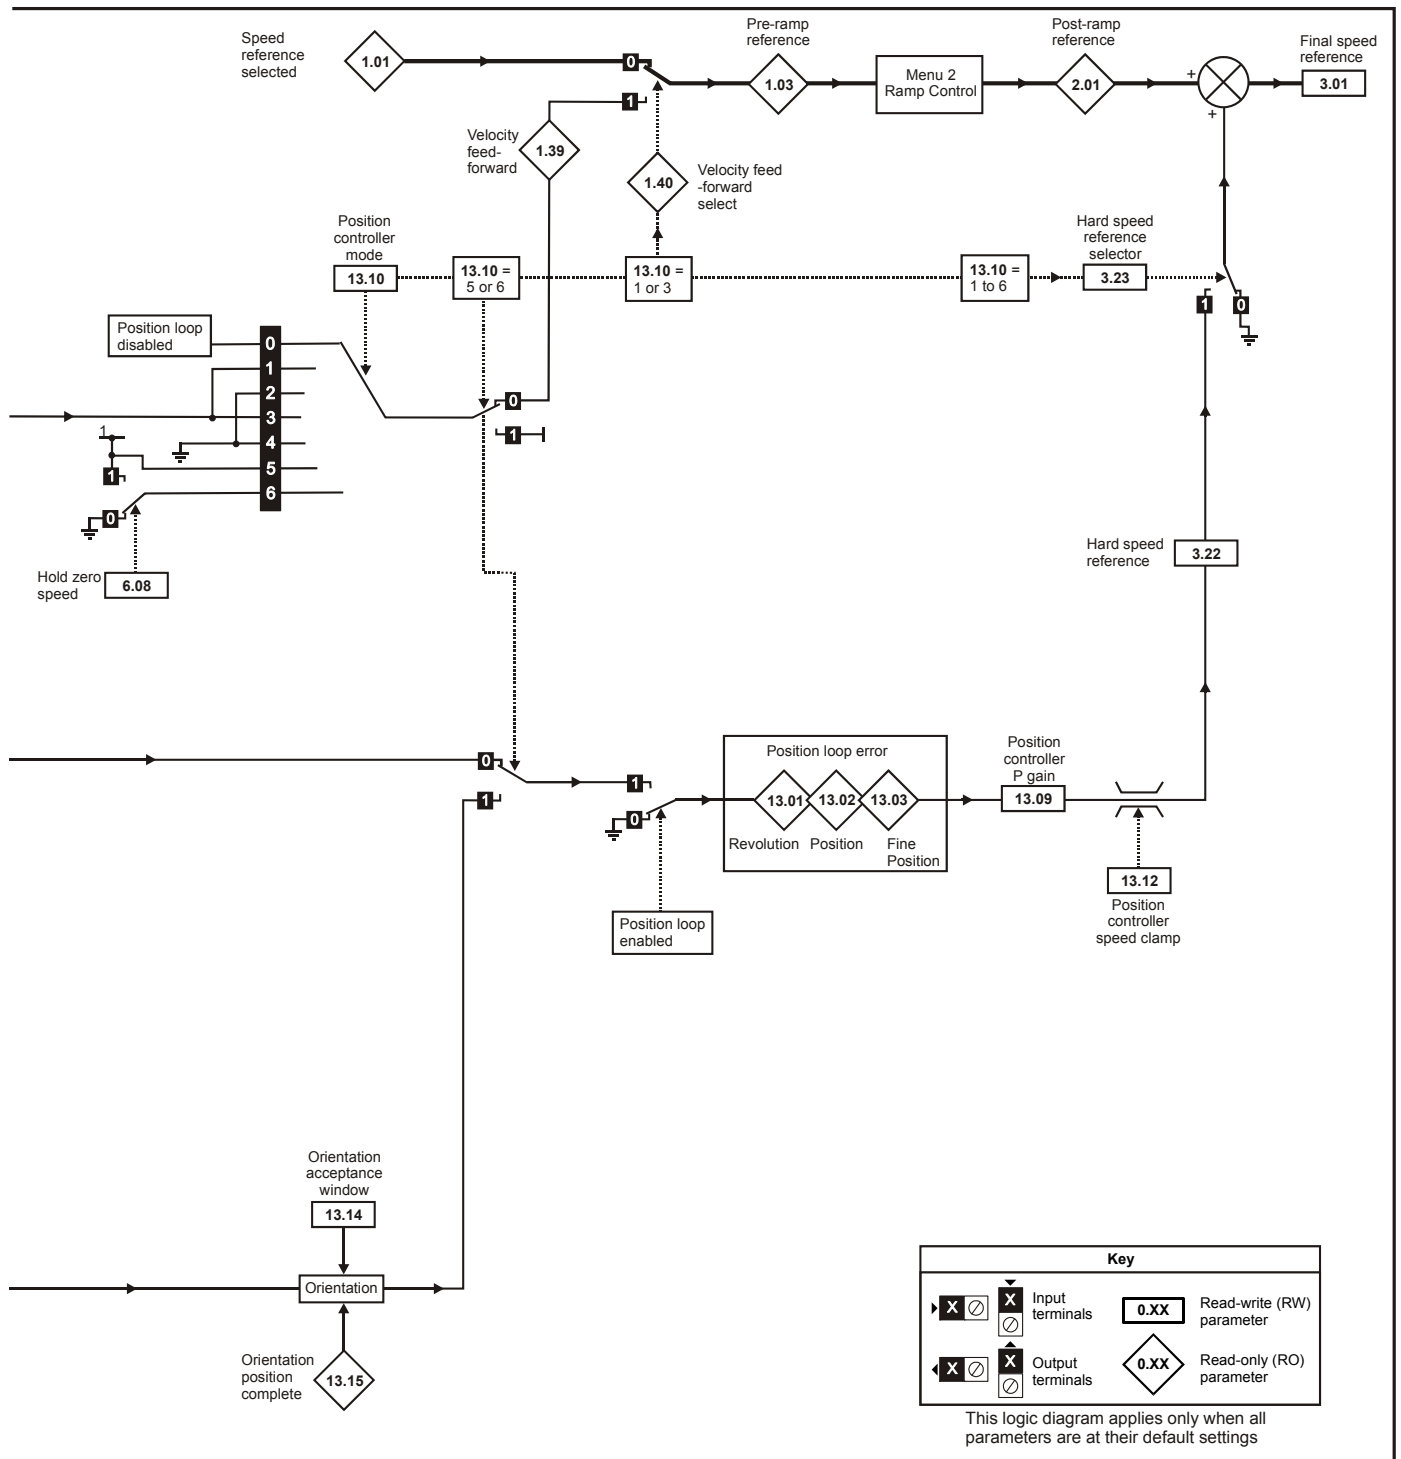 Speed
reference
selected
1.01
0
1
Pre-ramp
reference
1.03
Menu 2
Ramp Control
Post-ramp
reference
2.01
+
+
Final speed
reference
3.01
Velocity
feed-
forward
1.39
1.40
Velocity feed
-forward
select
Position
controller
mode
13.10
13.10 =
5 or 6
13.10 =
1 or 3
13.10 =
1 to 6
Hard speed
reference
selector
3.23
1
0
Position loop
disabled
0
1
2
3
4
5
6
0
1
1
1
0
Hold zero
speed
6.08
Hard speed
reference
3.22
0
1
1
0
Position loop error
13.01
13.02
13.03
Revolution
Position
Fine
Position
Position
controller
P gain
13.09
13.12
Position
controller
speed clamp
Position loop
enabled
Orientation
acceptance
window
13.14
Orientation
Orientation
position
complete
13.15
Key
X
X
Input
terminals
0.XX
Read-write (RW)
parameter
X
X
Output
terminals
0.XX
Read-only (RO)
parameter
This logic diagram applies only when all
parameters are at their default settings